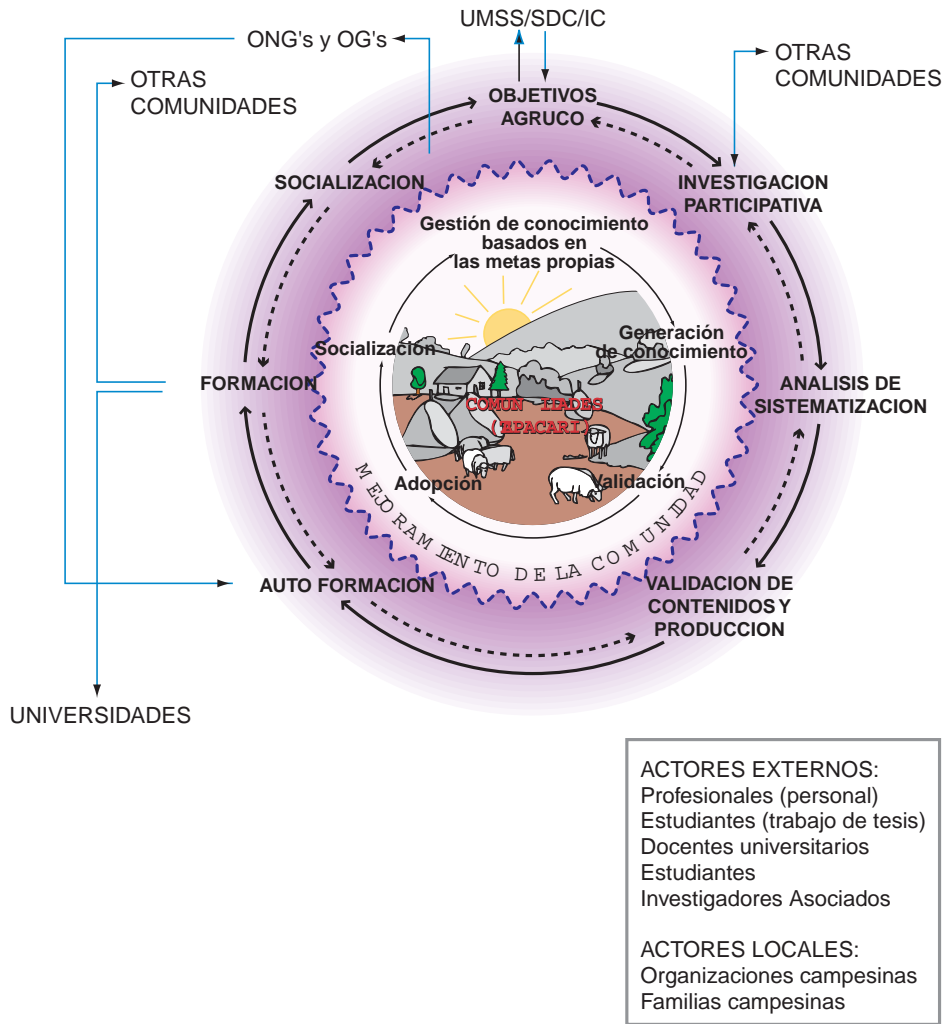 UMSS/SDC/IC
ONG's y OG's
OTRAS
COMUNIDADES
OTRAS
COMUNIDADES
OBJETIVOS
AGRUCO
SOCIALIZACION
INVESTIGACION
PARTICIPATIVA
Gestión de conocimiento
basados en
las metas propias
Socialización
Generación
de conocimiento
FORMACION
ANALISIS DE
SISTEMATIZACION
COMUN IDADES
(TAPACARI)
Adopción
Validación
MEJORAMIENTO DE LA COMUNIDAD
AUTO FORMACION
VALIDACION DE
CONTENIDOS Y
PRODUCCION
UNIVERSIDADES
ACTORES EXTERNOS:
Profesionales (personal)
Estudiantes (trabajo de tesis)
Docentes universitarios
Estudiantes
Investigadores Asociados
ACTORES LOCALES:
Organizaciones campesinas
Familias campesinas